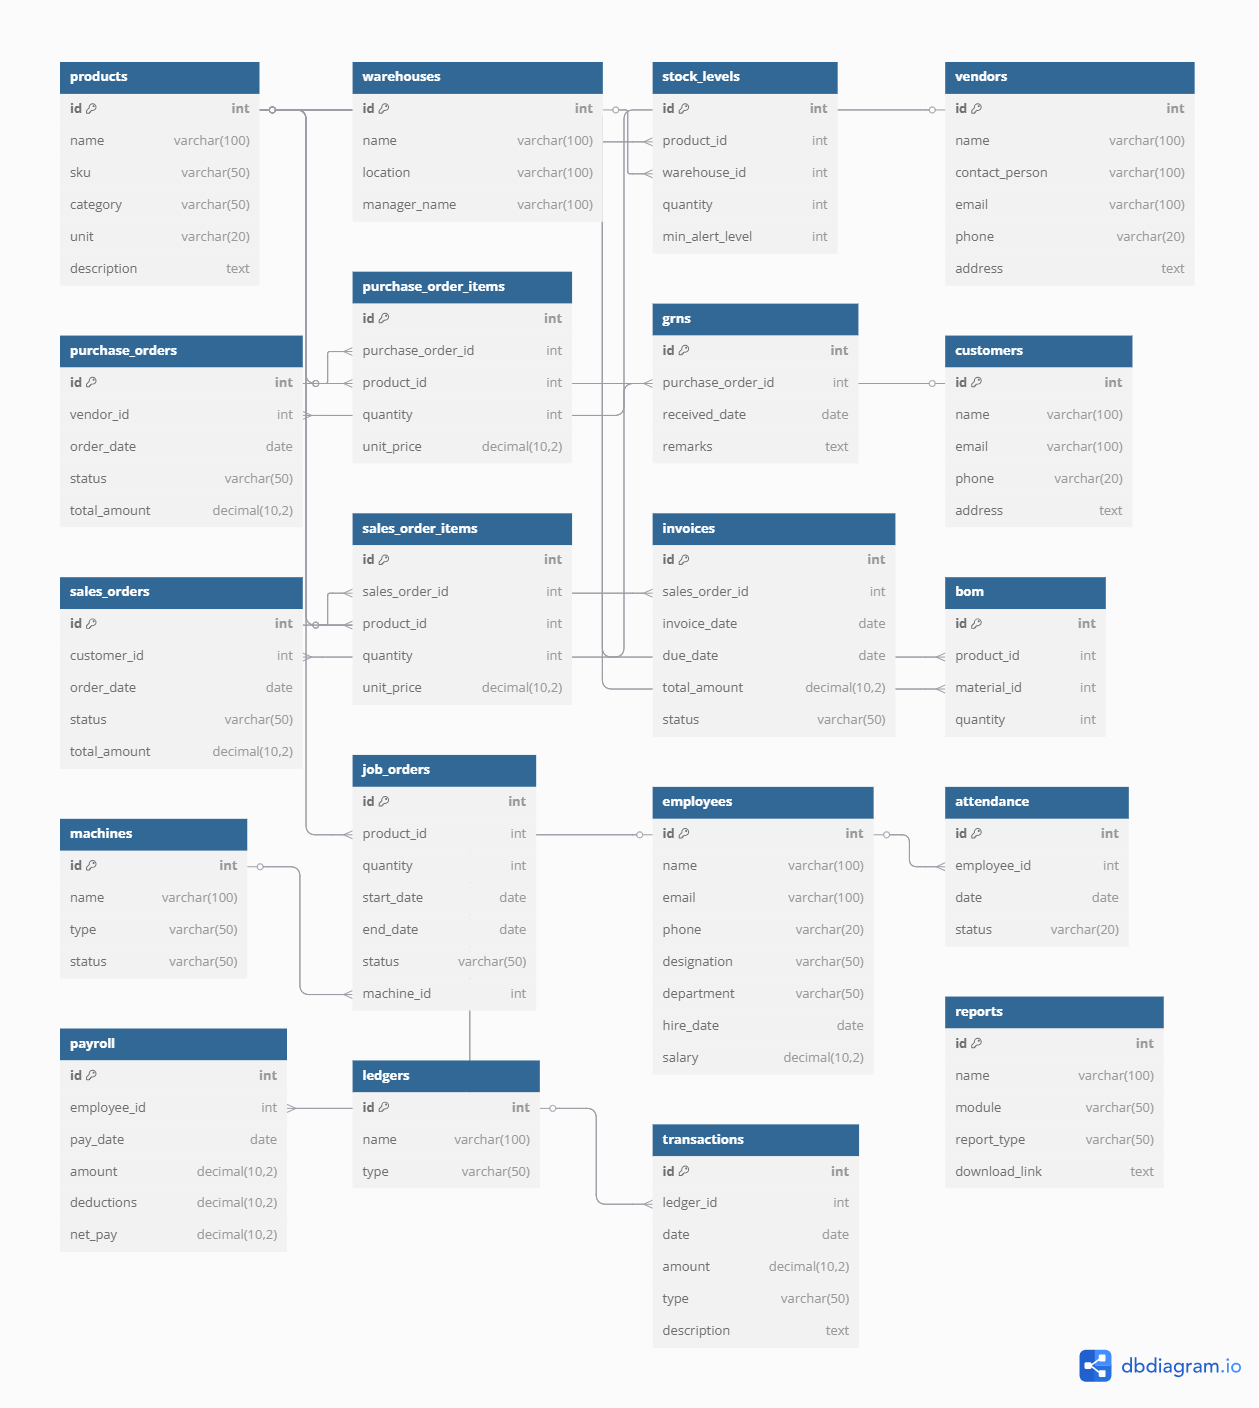 products
id int
name varchar(100)
sku varchar(50)
category varchar(50)
unit varchar(20)
description text
warehouses
id int
name varchar(100)
location varchar(100)
manager_name varchar(100)
stock_levels
id int
product_id int
warehouse_id int
quantity int
min_alert_level int
vendors
id int
name varchar(100)
contact_person varchar(100)
email varchar(100)
phone varchar(20)
address text
purchase_orders
id int
vendor_id int
order_date date
status varchar(50)
total_amount decimal(10,2)
purchase_order_items
id int
purchase_order_id int
product_id int
quantity int
unit_price decimal(10,2)
grns
id int
purchase_order_id int
received_date date
remarks text
customers
id int
name varchar(100)
email varchar(100)
phone varchar(20)
address text
sales_orders
id int
customer_id int
order_date date
status varchar(50)
total_amount decimal(10,2)
sales_order_items
id int
sales_order_id int
product_id int
quantity int
unit_price decimal(10,2)
invoices
id int
sales_order_id int
invoice_date date
due_date date
total_amount decimal(10,2)
status varchar(50)
bom
id int
product_id int
material_id int
quantity int
machines
id int
name varchar(100)
type varchar(50)
status varchar(50)
job_orders
id int
product_id int
quantity int
start_date date
end_date date
status varchar(50)
machine_id int
employees
id int
name varchar(100)
email varchar(100)
phone varchar(20)
designation varchar(50)
department varchar(50)
hire_date date
salary decimal(10,2)
attendance
id int
employee_id int
date date
status varchar(20)
payroll
id int
employee_id int
pay_date date
amount decimal(10,2)
deductions decimal(10,2)
net_pay decimal(10,2)
ledgers
id int
name varchar(100)
type varchar(50)
transactions
id int
ledger_id int
date date
amount decimal(10,2)
type varchar(50)
description text
reports
id int
name varchar(100)
module varchar(50)
report_type varchar(50)
download_link text
dbdiagram.io